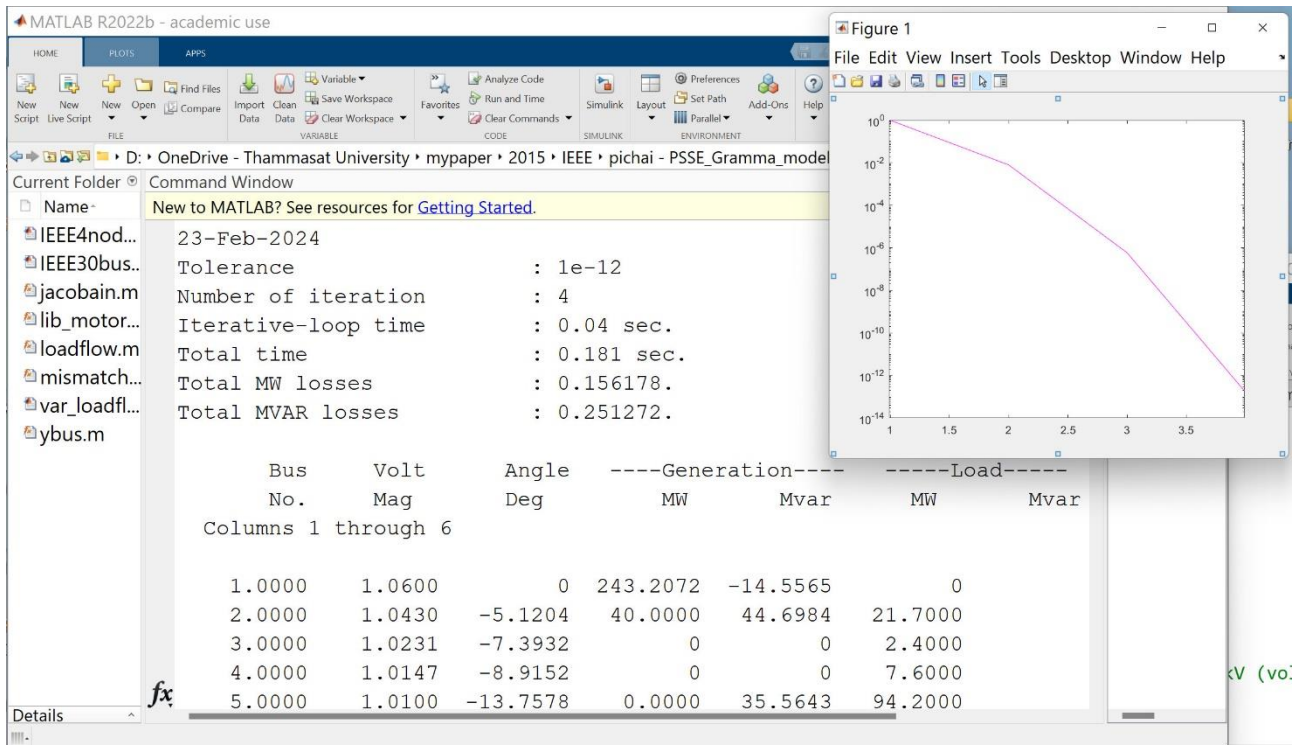 MATLAB R2022b - academic use
HOME PLOTS APPS
New Script
New Live Script
New
Open
Find Files
Compare
FILE
Import Data
Clean Data
Variable
Save Workspace
Clear Workspace
VARIABLE
Favorites
Analyze Code
Run and Time
Clear Commands
CODE
Simulink
SIMULINK
Layout
Preferences
Set Path
Parallel
Add-Ons
ENVIRONMENT
Help
D: OneDrive - Thammasat University mypaper 2015 IEEE pichai - PSSE_Gramma_model
Current Folder
Name
IEEE4nod...
IEEE30bus..
jacobain.m
lib_motor...
loadflow.m
mismatch...
var_loadfl...
ybus.m
Details
Command Window
New to MATLAB? See resources for Getting Started.
23-Feb-2024
Tolerance : 1e-12
Number of iteration : 4
Iterative-loop time : 0.04 sec.
Total time : 0.181 sec.
Total MW losses : 0.156178.
Total MVAR losses : 0.251272.
Bus Volt Angle ----Generation---- -----Load-----
No. Mag Deg MW Mvar MW Mvar
Columns 1 through 6
1.0000 1.0600 0 243.2072 -14.5565 0
2.0000 1.0430 -5.1204 40.0000 44.6984 21.7000
3.0000 1.0231 -7.3932 0 0 2.4000
4.0000 1.0147 -8.9152 0 0 7.6000
5.0000 1.0100 -13.7578 0.0000 35.5643 94.2000
fx
Figure 1
File Edit View Insert Tools Desktop Window Help
10^0
10^-2
10^-4
10^-6
10^-8
10^-10
10^-12
10^-14
1 1.5 2 2.5 3 3.5